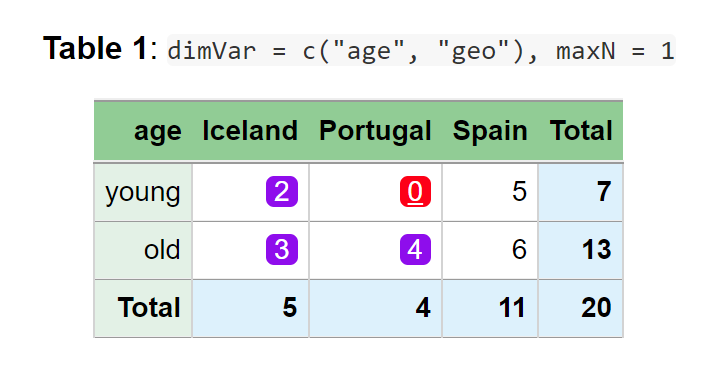 Table 1: dimVar = c("age", "geo"), maxN = 1
age Iceland Portugal Spain Total
young 2 0 5 7
old 3 4 6 13
Total 5 4 11 20